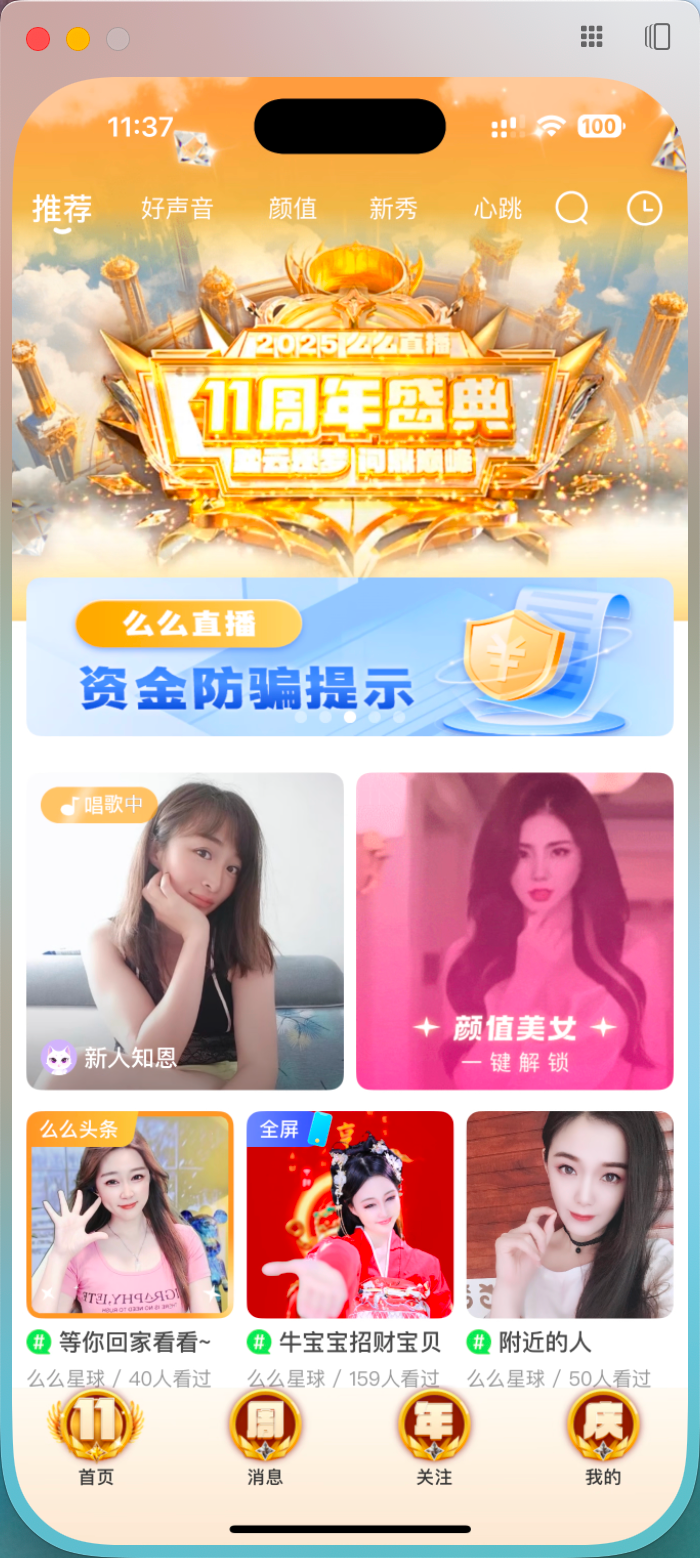 11:37
100
推荐
好声音
颜值
新秀
心跳
2025么么直播
11周年盛典
问鼎巅峰
么么直播
资金防骗提示
唱歌中
新人知恩
颜值美女
一键解锁
么么头条
全屏
等你回家看看~
牛宝宝招财宝贝
附近的人
么么星球 / 40人看过
么么星球 / 159人看过
么么星球 / 50人看过
11
周
年
庆
首页
消息
关注
我的